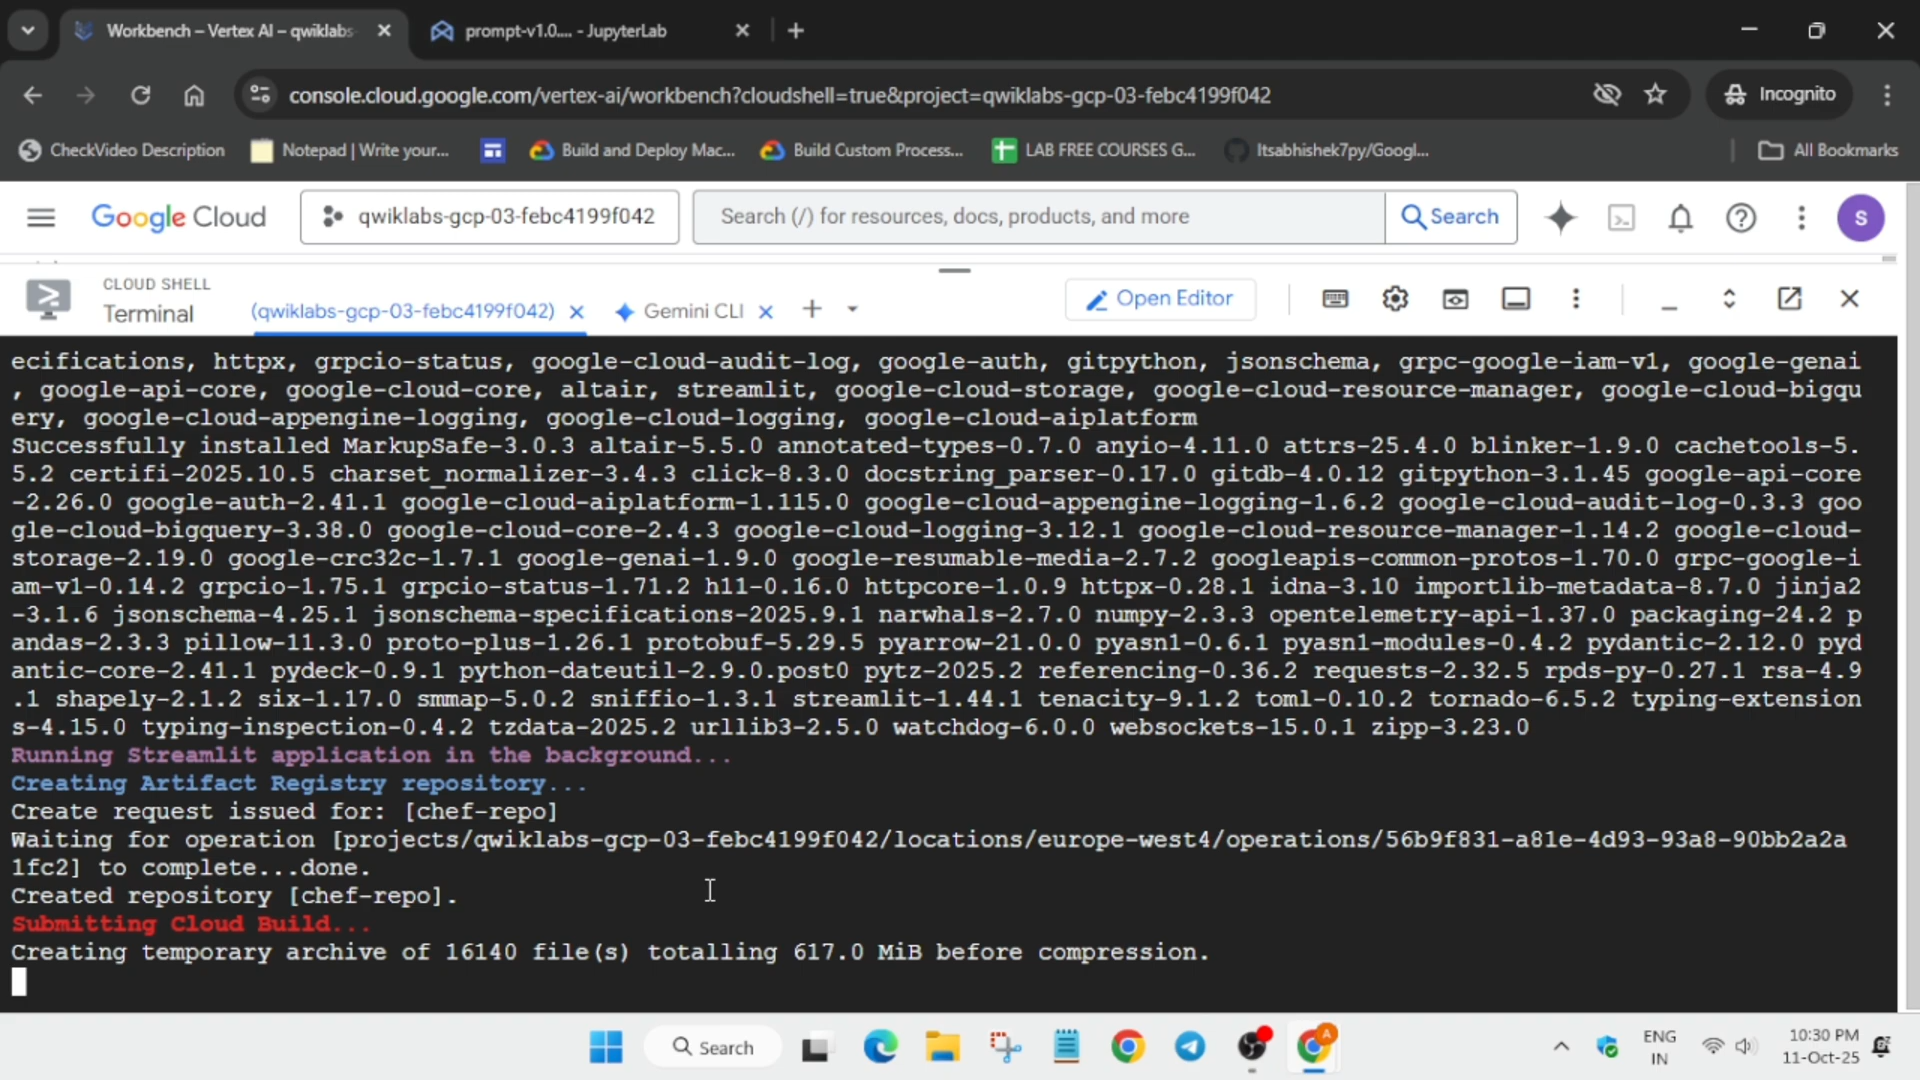 Workbench – Vertex AI – qwiklabs
prompt-v1.0.... - JupyterLab
console.cloud.google.com/vertex-ai/workbench?cloudshell=true&project=qwiklabs-gcp-03-febc4199f042
Incognito
CheckVideo Description
Notepad | Write your...
Build and Deploy Mac...
Build Custom Process...
LAB FREE COURSES G...
Itsabhishek7py/Googl...
All Bookmarks
Google Cloud
qwiklabs-gcp-03-febc4199f042
Search (/) for resources, docs, products, and more
Search
S
CLOUD SHELL
Terminal
(qwiklabs-gcp-03-febc4199f042)
Gemini CLI
Open Editor
ecifications, httpx, grpcio-status, google-cloud-audit-log, google-auth, gitpython, jsonschema, grpc-google-iam-v1, google-genai
, google-api-core, google-cloud-core, altair, streamlit, google-cloud-storage, google-cloud-resource-manager, google-cloud-bigqu
ery, google-cloud-appengine-logging, google-cloud-logging, google-cloud-aiplatform
Successfully installed MarkupSafe-3.0.3 altair-5.5.0 annotated-types-0.7.0 anyio-4.11.0 attrs-25.4.0 blinker-1.9.0 cachetools-5.
5.2 certifi-2025.10.5 charset_normalizer-3.4.3 click-8.3.0 docstring_parser-0.17.0 gitdb-4.0.12 gitpython-3.1.45 google-api-core
-2.26.0 google-auth-2.41.1 google-cloud-aiplatform-1.115.0 google-cloud-appengine-logging-1.6.2 google-cloud-audit-log-0.3.3 goo
gle-cloud-bigquery-3.38.0 google-cloud-core-2.4.3 google-cloud-logging-3.12.1 google-cloud-resource-manager-1.14.2 google-cloud-
storage-2.19.0 google-crc32c-1.7.1 google-genai-1.9.0 google-resumable-media-2.7.2 googleapis-common-protos-1.70.0 grpc-google-i
am-v1-0.14.2 grpcio-1.75.1 grpcio-status-1.71.2 h11-0.16.0 httpcore-1.0.9 httpx-0.28.1 idna-3.10 importlib-metadata-8.7.0 jinja2
-3.1.6 jsonschema-4.25.1 jsonschema-specifications-2025.9.1 narwhals-2.7.0 numpy-2.3.3 opentelemetry-api-1.37.0 packaging-24.2 p
andas-2.3.3 pillow-11.3.0 proto-plus-1.26.1 protobuf-5.29.5 pyarrow-21.0.0 pyasn1-0.6.1 pyasn1-modules-0.4.2 pydantic-2.12.0 pyd
antic-core-2.41.1 pydeck-0.9.1 python-dateutil-2.9.0.post0 pytz-2025.2 referencing-0.36.2 requests-2.32.5 rpds-py-0.27.1 rsa-4.9
.1 shapely-2.1.2 six-1.17.0 smmap-5.0.2 sniffio-1.3.1 streamlit-1.44.1 tenacity-9.1.2 toml-0.10.2 tornado-6.5.2 typing-extension
s-4.15.0 typing-inspection-0.4.2 tzdata-2025.2 urllib3-2.5.0 watchdog-6.0.0 websockets-15.0.1 zipp-3.23.0
Running Streamlit application in the background...
Creating Artifact Registry repository...
Create request issued for: [chef-repo]
Waiting for operation [projects/qwiklabs-gcp-03-febc4199f042/locations/europe-west4/operations/56b9f831-a81e-4d93-93a8-90bb2a2a
1fc2] to complete...done.
Created repository [chef-repo].
Submitting Cloud Build...
Creating temporary archive of 16140 file(s) totalling 617.0 MiB before compression.
Search
A
ENG
IN
10:30 PM
11-Oct-25